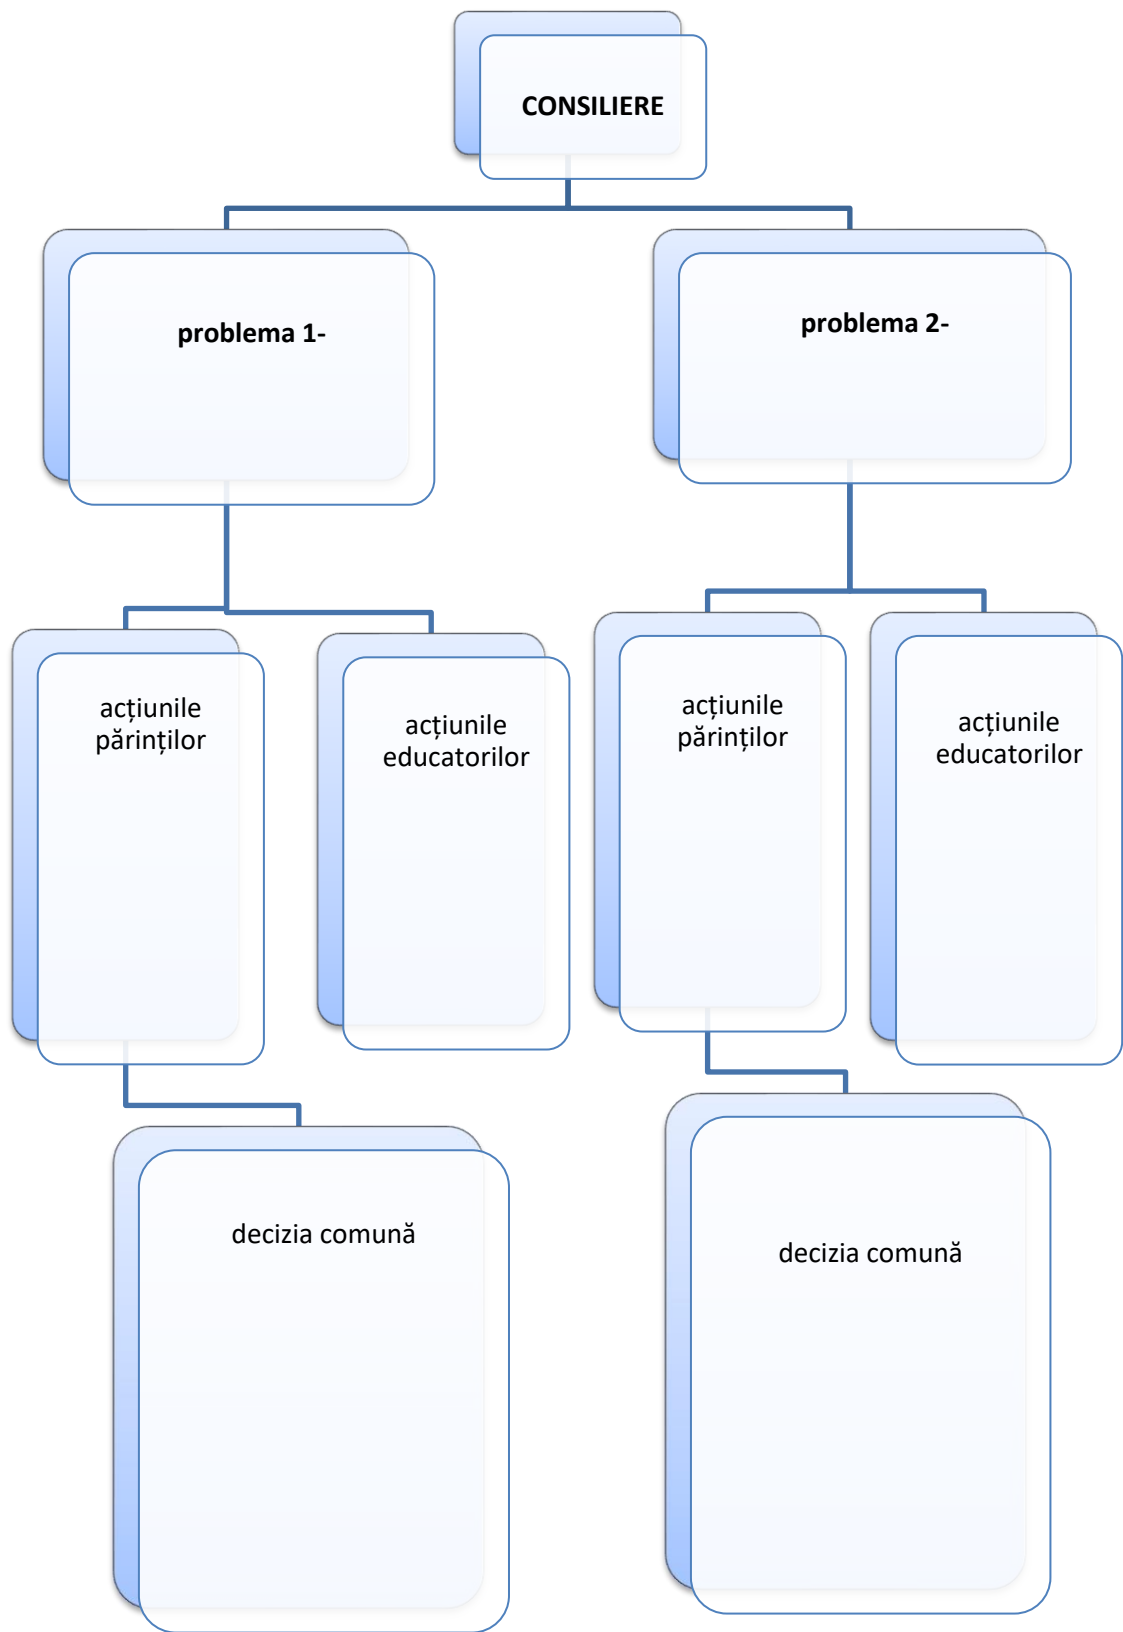 CONSILIERE
problema 1-
problema 2-
acțiunile
părinților
acțiunile
educatorilor
acțiunile
părinților
acțiunile
educatorilor
decizia comună
decizia comună